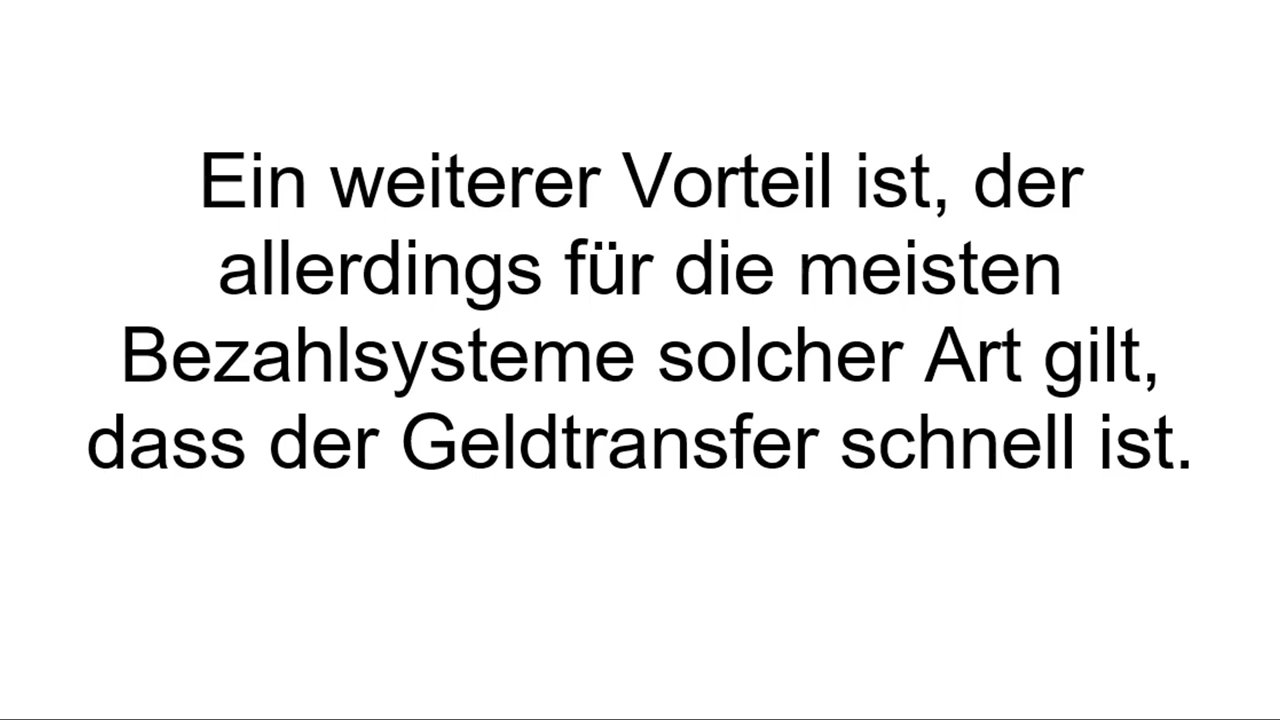 Ein weiterer Vorteil ist, der
allerdings für die meisten
Bezahlsysteme solcher Art gilt,
dass der Geldtransfer schnell ist.